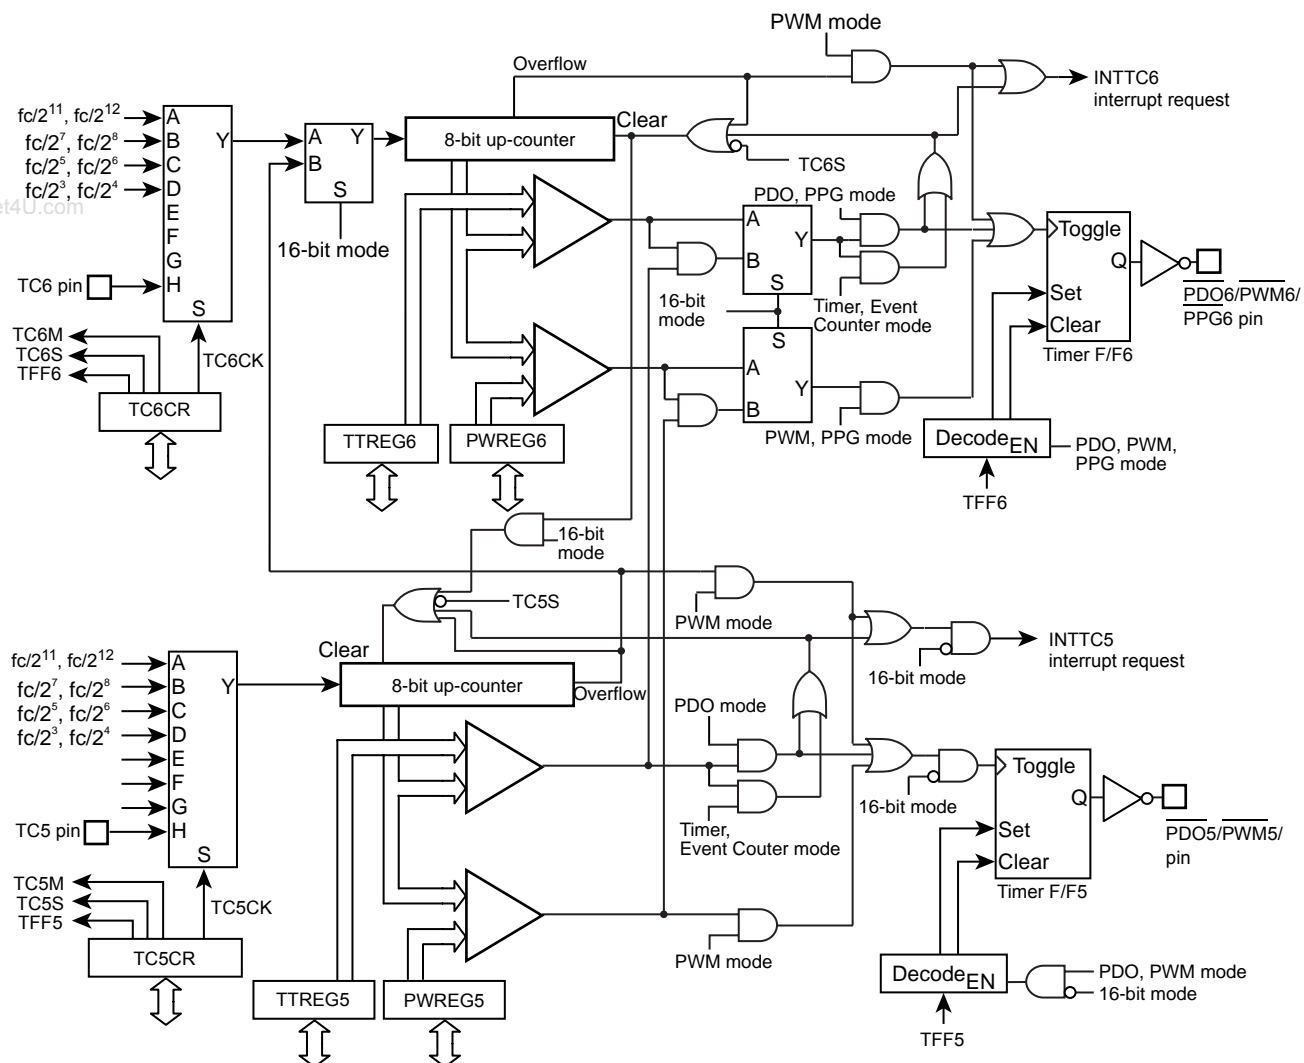 PWM mode
Overflow
INTTC6
interrupt request
fc/2¹¹, fc/2¹²
fc/2⁷, fc/2⁸
fc/2⁵, fc/2⁶
fc/2³, fc/2⁴
et4U.com
A
B
C
D
E
F
G
H
Y
S
TC6 pin
A
B
Y
S
16-bit mode
8-bit up-counter
Clear
TC6S
PDO, PPG mode
A
B
Y
S
16-bit
mode
Timer, Event
Counter mode
S
A
B
Y
PWM, PPG mode
Toggle
Q
Set
Clear
Timer F/F6
PDO6/PWM6/
PPG6 pin
TC6M
TC6S
TFF6
TC6CK
TC6CR
TTREG6
PWREG6
Decode
EN
PDO, PWM,
PPG mode
TFF6
16-bit
mode
TC5S
PWM mode
INTTC5
interrupt request
16-bit mode
Clear
8-bit up-counter
Overflow
fc/2¹¹, fc/2¹²
fc/2⁷, fc/2⁸
fc/2⁵, fc/2⁶
fc/2³, fc/2⁴
A
B
C
D
E
F
G
H
Y
S
TC5 pin
PDO mode
Timer,
Event Couter mode
16-bit mode
Toggle
Q
Set
Clear
Timer F/F5
PDO5/PWM5/
pin
TC5M
TC5S
TFF5
TC5CK
TC5CR
TTREG5
PWREG5
PWM mode
Decode
EN
PDO, PWM mode
16-bit mode
TFF5